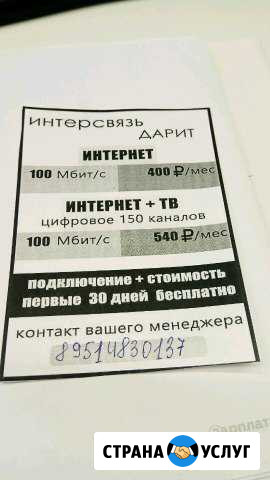 интерсвязь
ДАРИТ
ИНТЕРНЕТ
100 Мбит/с 400 ₽/мес
ИНТЕРНЕТ + ТВ
цифровое 150 каналов
100 Мбит/с 540 ₽/мес
подключение + стоимость
первые 30 дней бесплатно
контакт вашего менеджера
89514830137
СТРАНА УСЛУГ